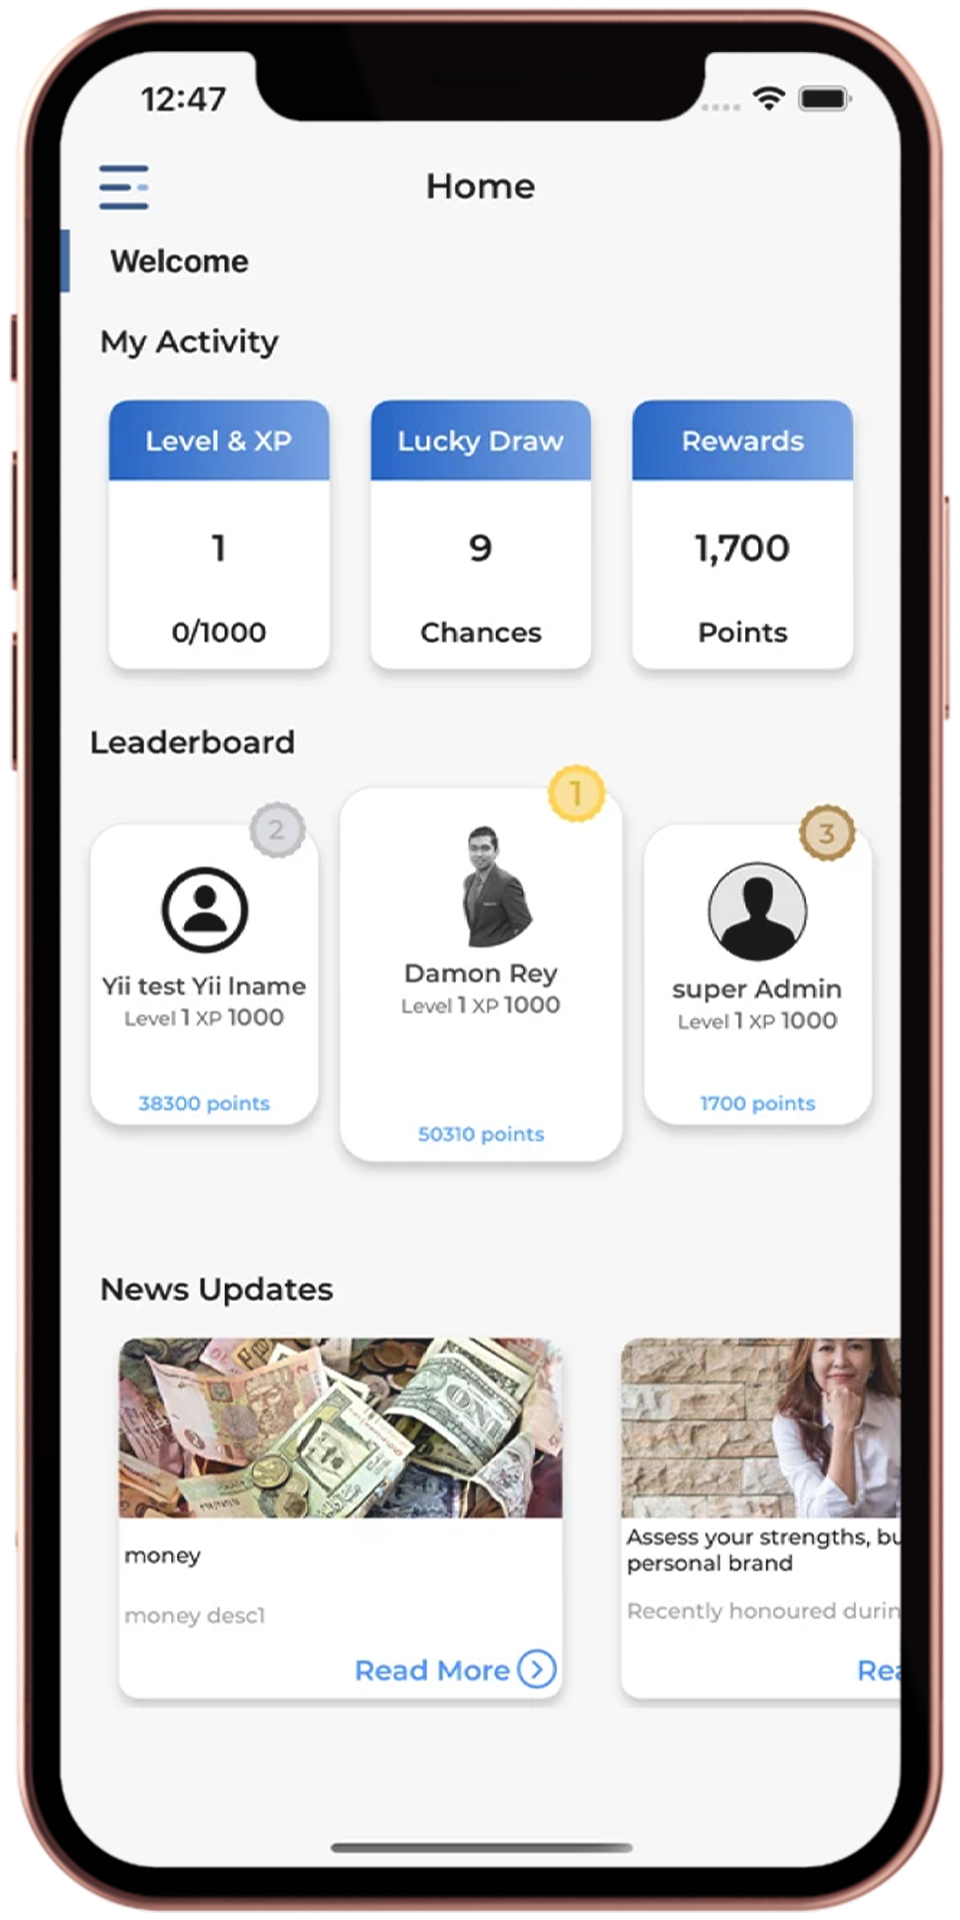 12:47
Home
Welcome
My Activity
Level & XP
1
0/1000
Lucky Draw
9
Chances
Rewards
1,700
Points
Leaderboard
2
Yii test Yii lname
Level 1 XP 1000
38300 points
1
Damon Rey
Level 1 XP 1000
50310 points
3
super Admin
Level 1 XP 1000
1700 points
News Updates
ONE
money
money desc1
Read More
Assess your strengths, bu
personal brand
Recently honoured durin
Rea